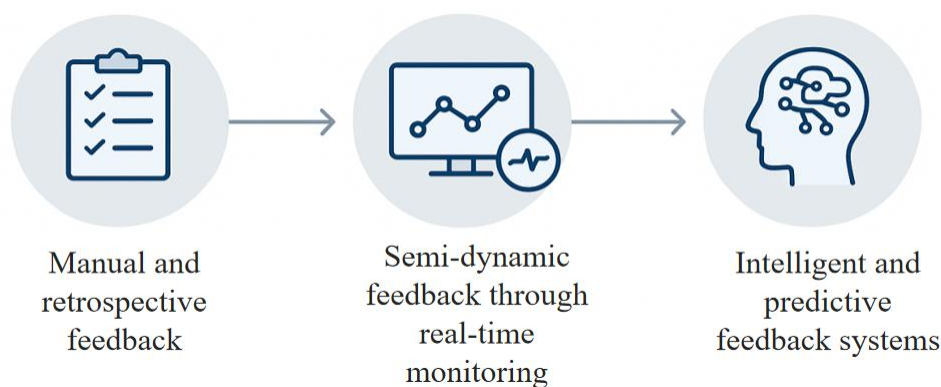 Manual and
retrospective
feedback
Semi-dynamic
feedback through
real-time
monitoring
Intelligent and
predictive
feedback systems